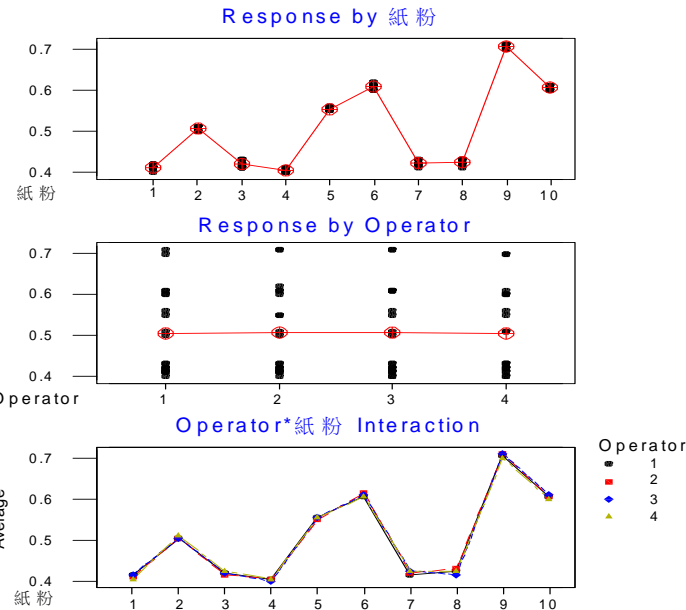 Response by 紙粉
0.7
0.6
0.5
0.4
紙粉
1 2 3 4 5 6 7 8 9 10
Response by Operator
0.7
0.6
0.5
0.4
Operator
1 2 3 4
Operator*紙粉 Interaction
Operator
1
2
3
4
0.7
0.6
0.5
0.4
Average
紙粉
1 2 3 4 5 6 7 8 9 10